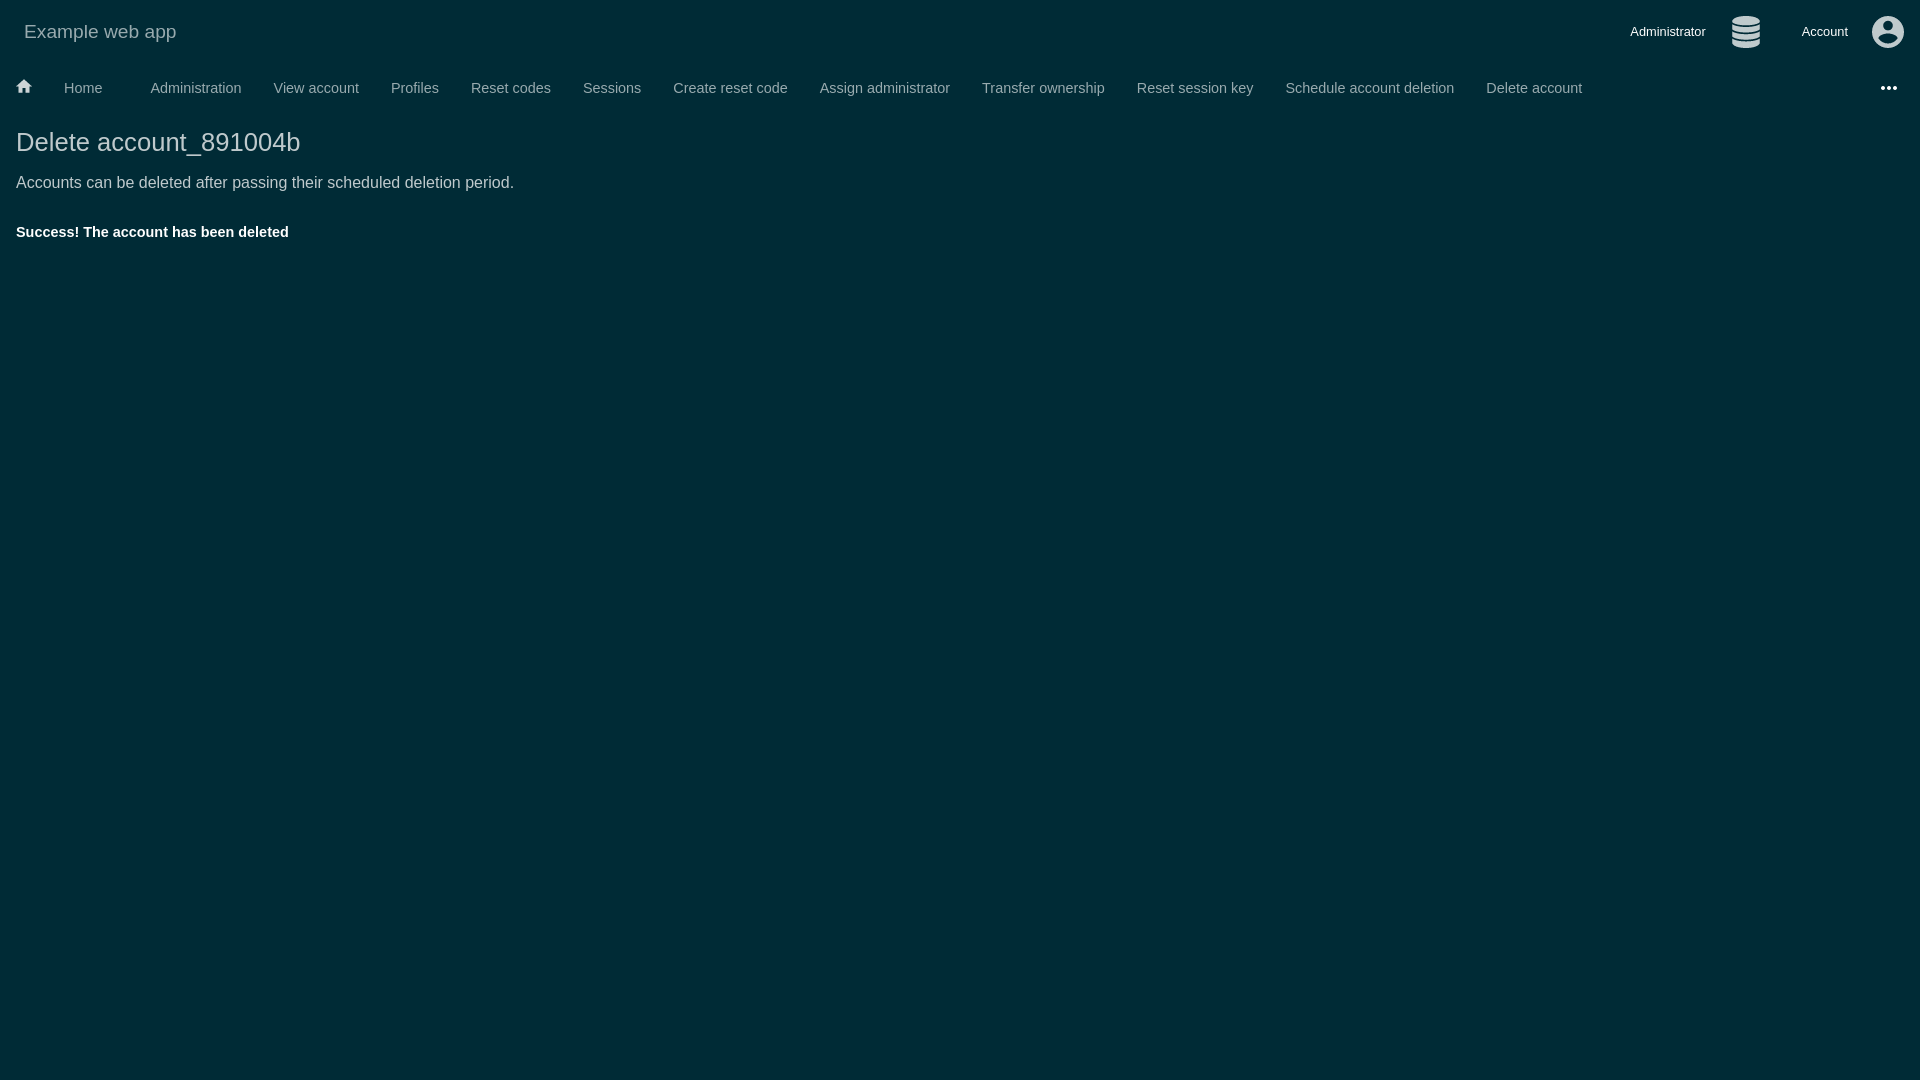 Example web app
Administrator
Account
Home
Administration
View account
Profiles
Reset codes
Sessions
Create reset code
Assign administrator
Transfer ownership
Reset session key
Schedule account deletion
Delete account
Delete account_891004b
Accounts can be deleted after passing their scheduled deletion period.
Success! The account has been deleted